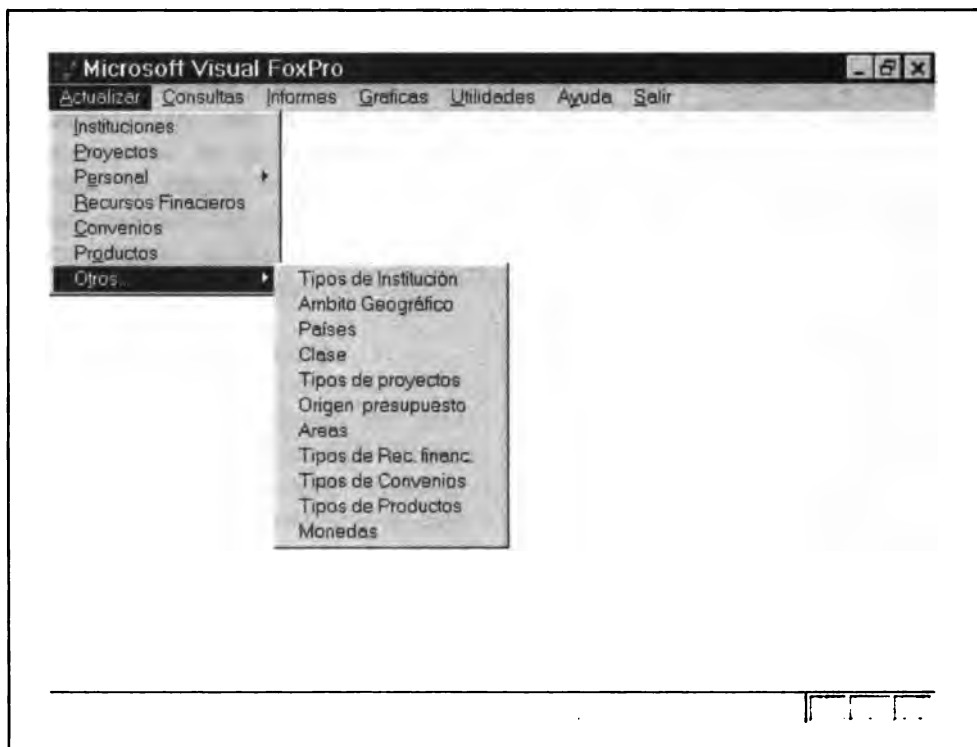 Microsoft Visual FoxPro
Actualizar Consultas Informes Graficas Utilidades Ayuda Salir
Instituciones
Proyectos
Personal
Recursos Finacieros
Convenios
Productos
Otros...
Tipos de Institución
Ambito Geográfico
Países
Clase
Tipos de proyectos
Origen presupuesto
Areas
Tipos de Rec. financ.
Tipos de Convenios
Tipos de Productos
Monedas